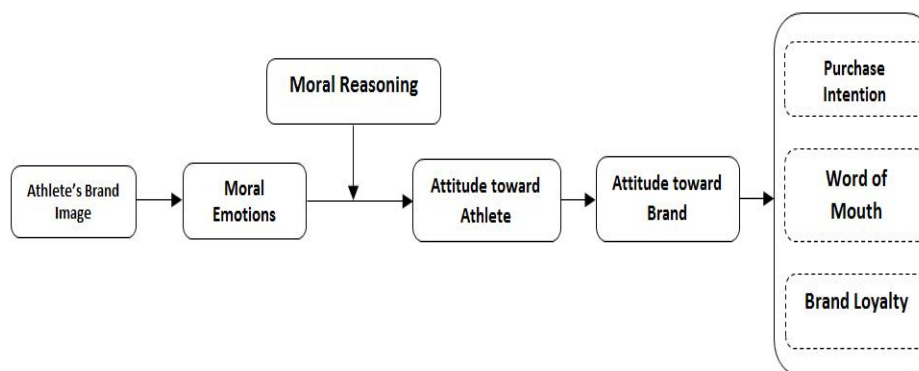 Moral Reasoning
Athlete's Brand
Image
Moral
Emotions
Attitude toward
Athlete
Attitude toward
Brand
Purchase
Intention
Word of
Mouth
Brand Loyalty